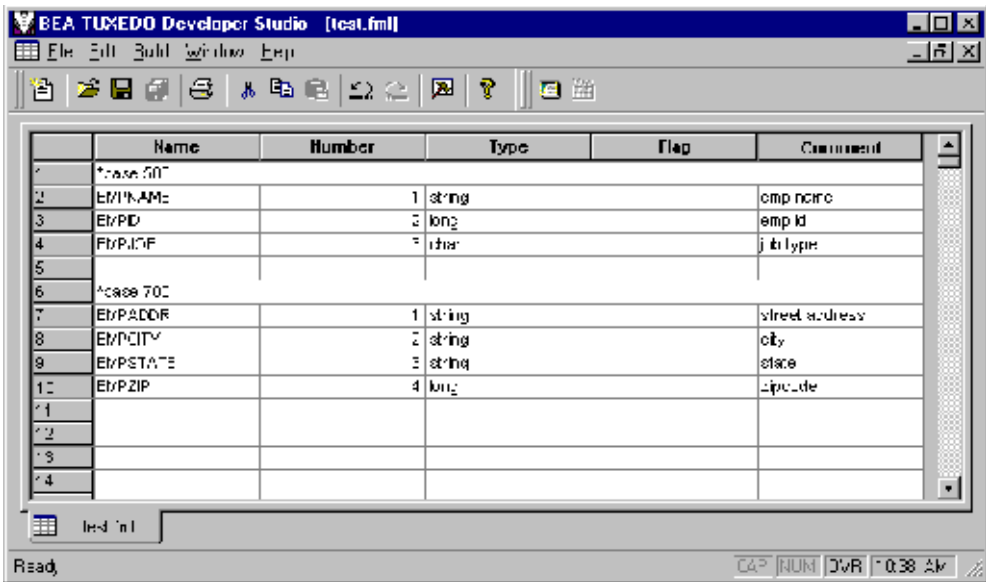 BEA TUXEDO Developer Studio [test.fml]
File Edit Build Window Help
Name Number Type Flag Comment
1 *base 500
2 EMPNAME 1 string emp name
3 EMPID 2 long emp id
4 EMPJOB 3 char job type
5
6 *base 700
7 EMPADDR 1 string street address
8 EMPCITY 2 string city
9 EMPSTATE 3 string state
10 EMPZIP 4 long zipcode
11
12
13
14
test.fml
Ready
CAP NUM OVR 10:38 AM